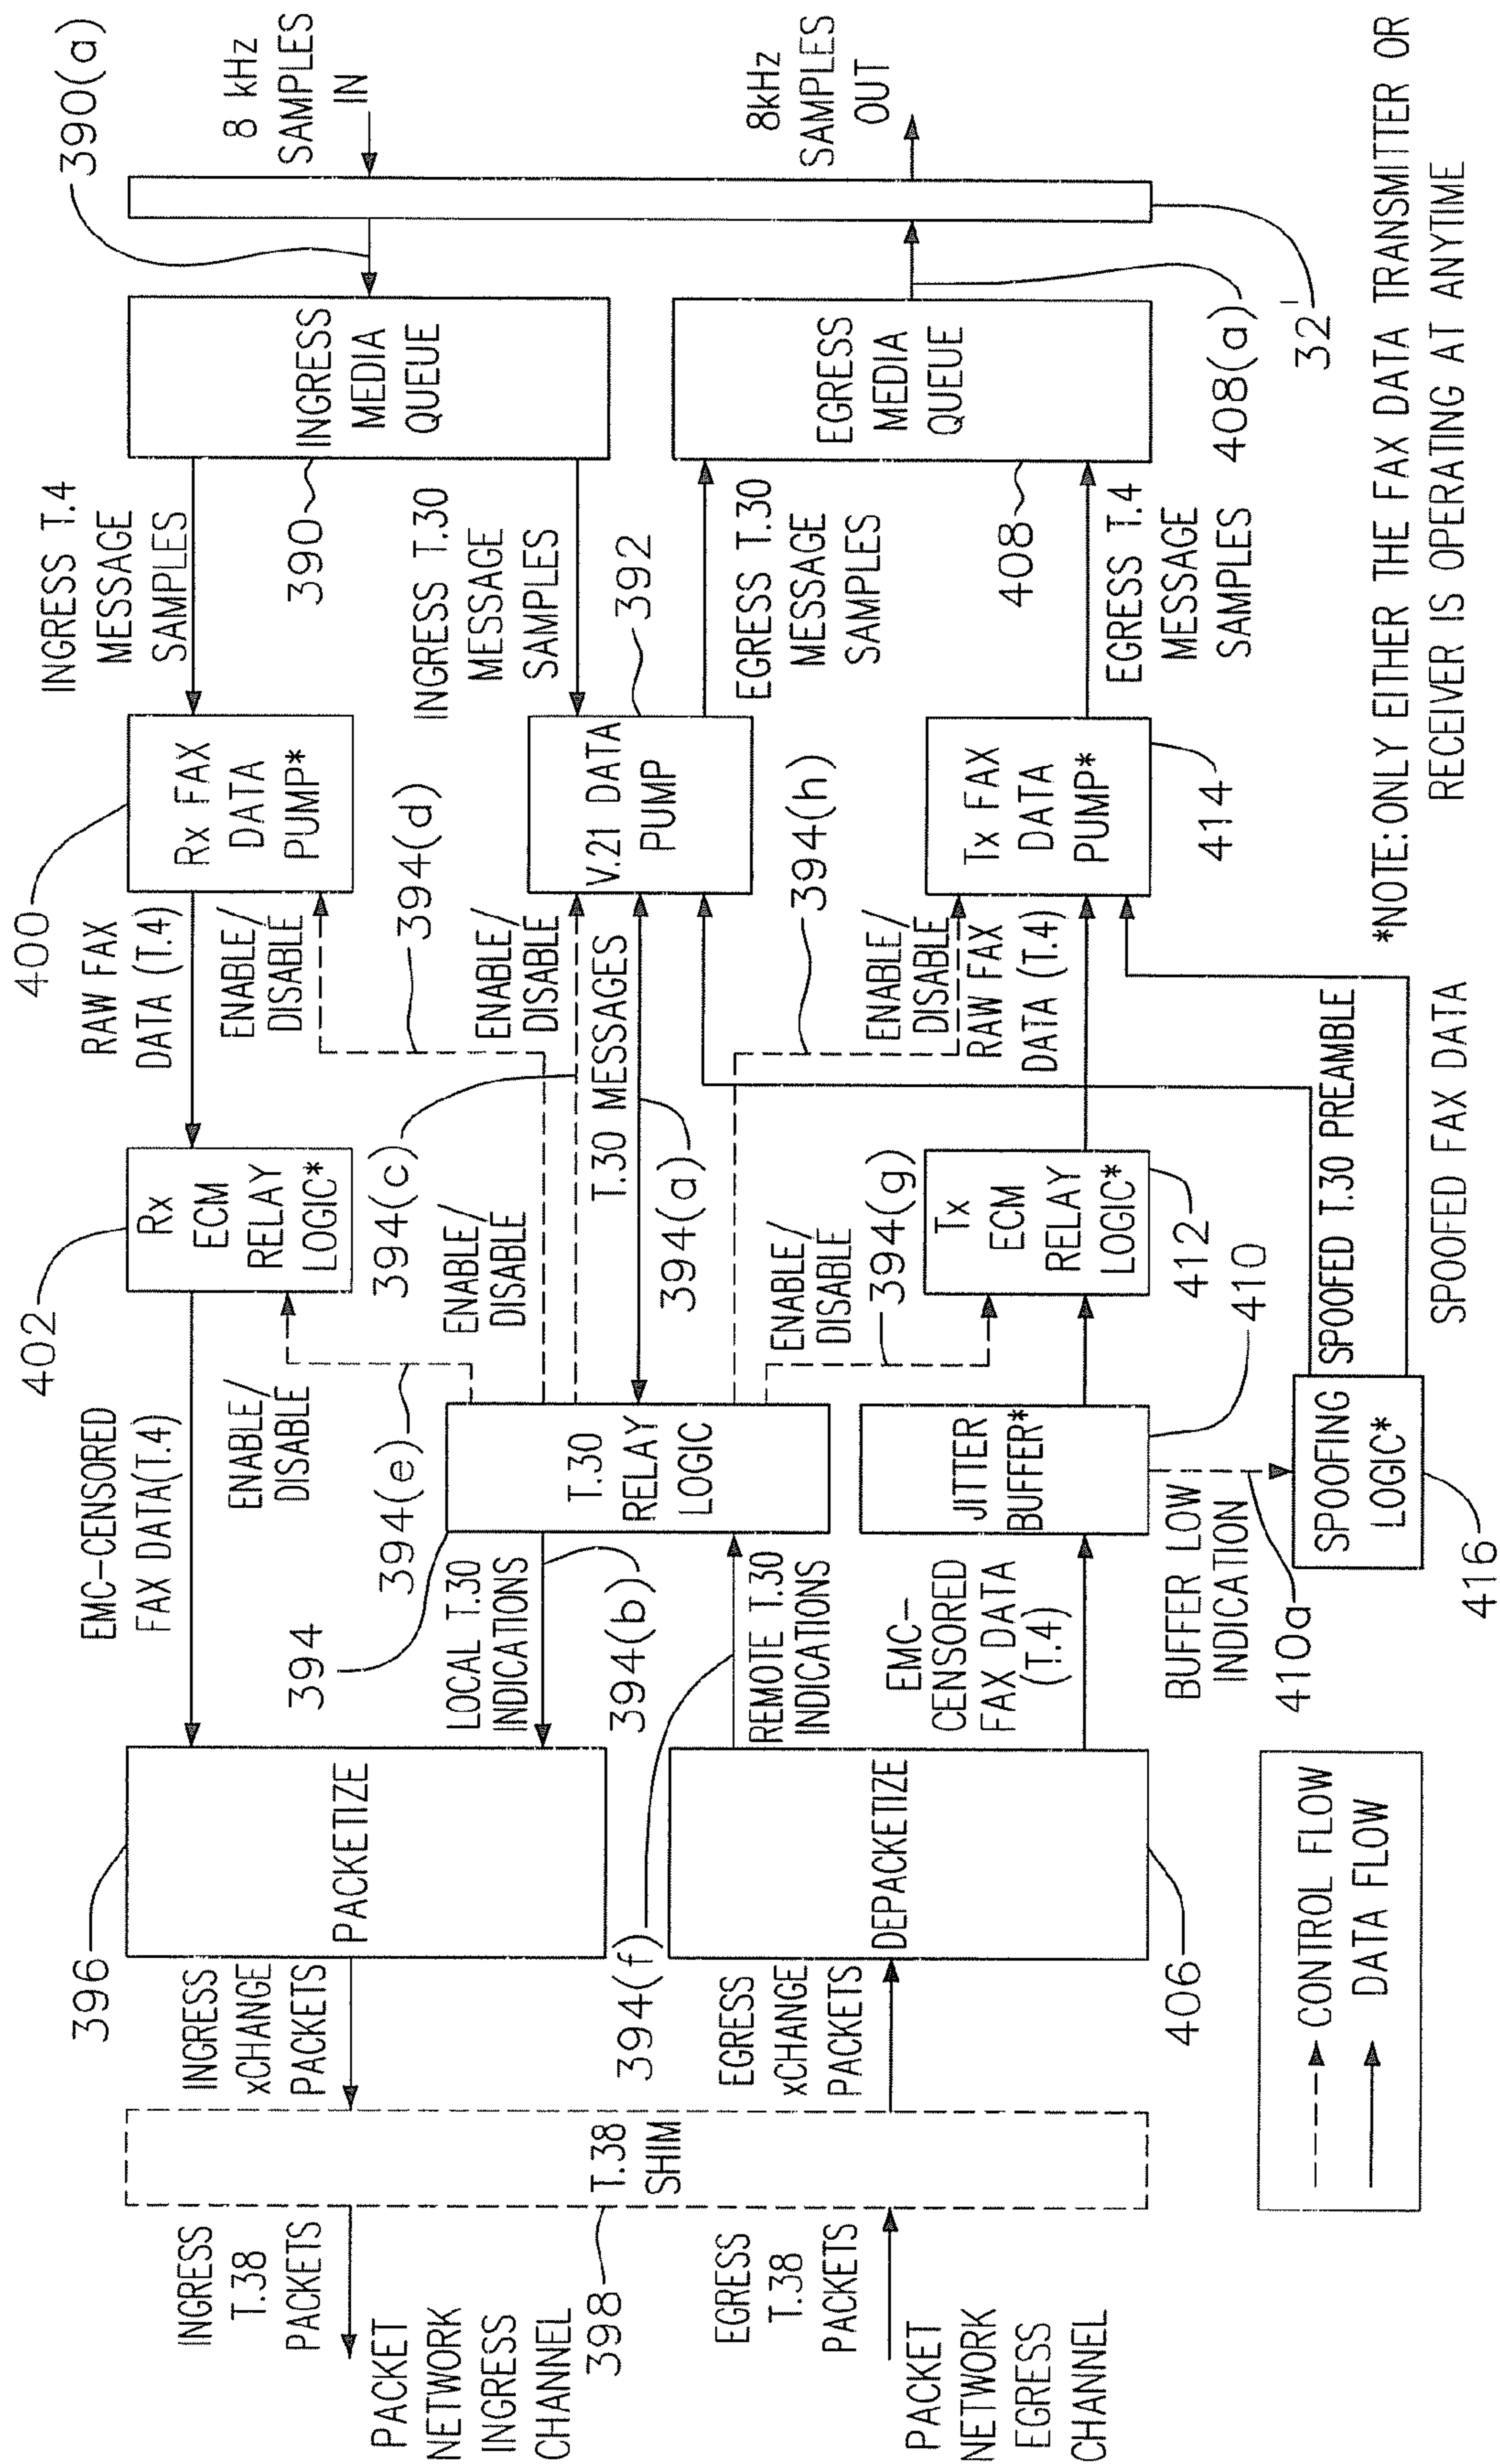 8 kHz
SAMPLES
IN
390(a)
8kHz
SAMPLES
OUT
32'
INGRESS
MEDIA
QUEUE
390
EGRESS
MEDIA
QUEUE
408
408(a)
INGRESS T.4
MESSAGE
SAMPLES
INGRESS T.30
MESSAGE
SAMPLES
EGRESS T.30
MESSAGE
SAMPLES
EGRESS T.4
MESSAGE
SAMPLES
400
Rx FAX
DATA
PUMP*
392
V.21 DATA
PUMP
Tx FAX
DATA
PUMP*
414
RAW FAX
DATA (T.4)
ENABLE/
DISABLE
394(d)
ENABLE/
DISABLE
T.30 MESSAGES
394(h)
ENABLE/
DISABLE
RAW FAX
DATA (T.4)
402
Rx
ECM
RELAY
LOGIC*
394(c)
ENABLE/
DISABLE
394(a)
ENABLE/
DISABLE
394(g)
Tx
ECM
RELAY
LOGIC*
412
410
SPOOFED T.30 PREAMBLE
SPOOFED FAX DATA
EMC-CENSORED
FAX DATA(T.4)
ENABLE/
DISABLE
394(e)
394
T.30
RELAY
LOGIC
JITTER
BUFFER*
SPOOFING
LOGIC*
416
LOCAL T.30
INDICATIONS
394(b)
REMOTE T.30
INDICATIONS
EMC-
CENSORED
FAX DATA
(T.4)
BUFFER LOW
INDICATION
410a
396
PACKETIZE
394(f)
DEPACKETIZE
406
INGRESS
xCHANGE
PACKETS
EGRESS
xCHANGE
PACKETS
T.38
SHIM
398
INGRESS
T.38
PACKETS
EGRESS
T.38
PACKETS
PACKET
NETWORK
INGRESS
CHANNEL
PACKET
NETWORK
EGRESS
CHANNEL
CONTROL FLOW
DATA FLOW
*NOTE:ONLY EITHER THE FAX DATA TRANSMITTER OR
RECEIVER IS OPERATING AT ANYTIME